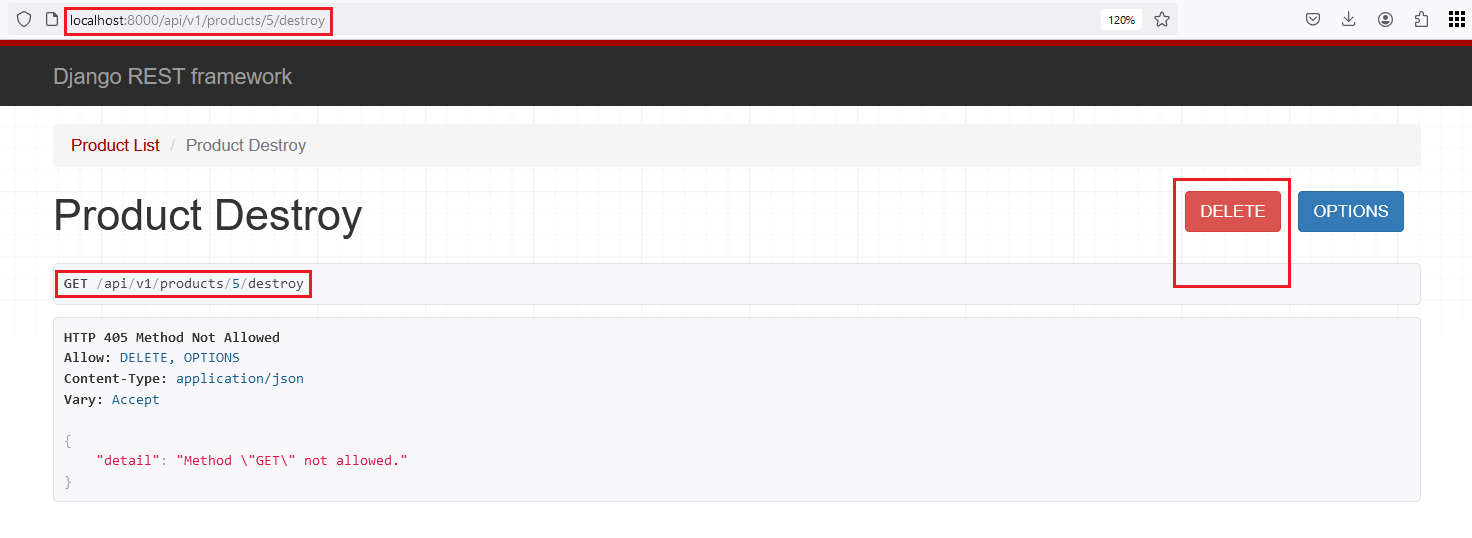 localhost:8000/api/v1/products/5/destroy
120%
Django REST framework
Product List / Product Destroy
Product Destroy
DELETE
OPTIONS
GET /api/v1/products/5/destroy
HTTP 405 Method Not Allowed
Allow: DELETE, OPTIONS
Content-Type: application/json
Vary: Accept
{
    "detail": "Method \"GET\" not allowed."
}